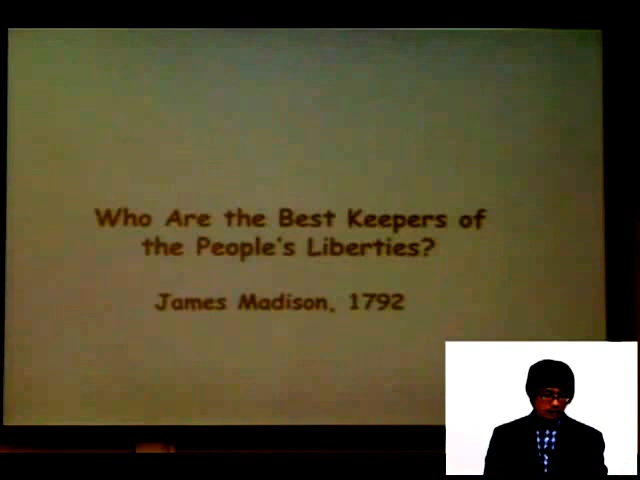 Who Are the Best Keepers of
the People's Liberties?
James Madison, 1792